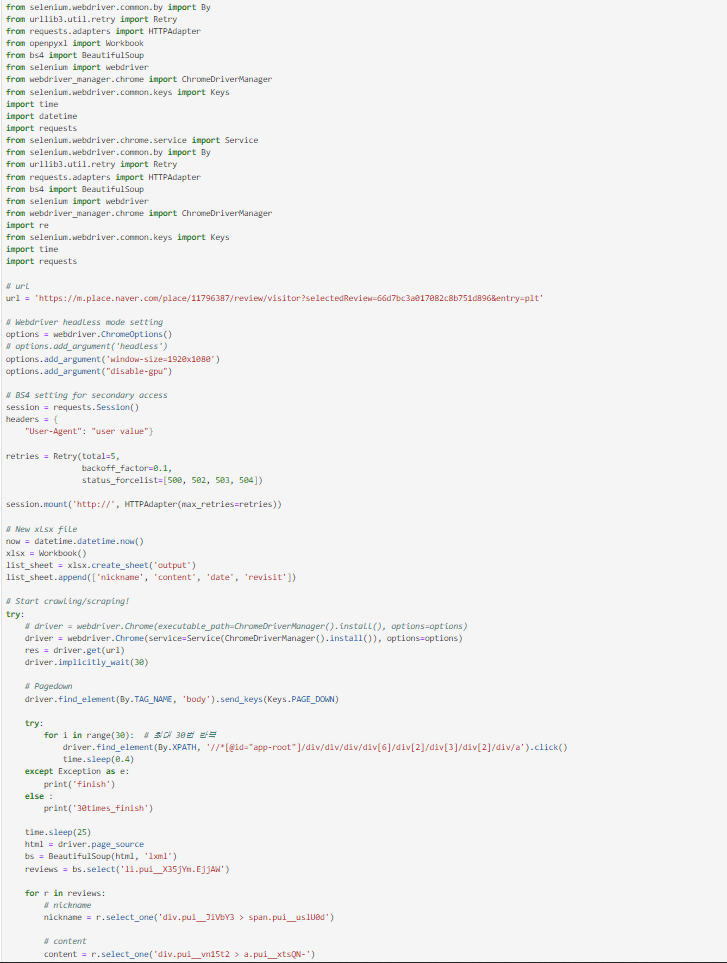 from selenium.webdriver.common.by import By
from urllib3.util.retry import Retry
from requests.adapters import HTTPAdapter
from openpyxl import Workbook
from bs4 import BeautifulSoup
from selenium import webdriver
from webdriver_manager.chrome import ChromeDriverManager
from selenium.webdriver.common.keys import Keys
import time
import datetime
import requests
from selenium.webdriver.chrome.service import Service
from selenium.webdriver.common.by import By
from urllib3.util.retry import Retry
from requests.adapters import HTTPAdapter
from bs4 import BeautifulSoup
from selenium import webdriver
from webdriver_manager.chrome import ChromeDriverManager
import re
from selenium.webdriver.common.keys import Keys
import time
import requests

# url
url = 'https://m.place.naver.com/place/11796387/review/visitor?selectedReview=66d7bc3a017082c8b751d896&entry=plt'

# Webdriver headless mode setting
options = webdriver.ChromeOptions()
# options.add_argument('headless')
options.add_argument('window-size=1920x1080')
options.add_argument("disable-gpu")

# BS4 setting for secondary access
session = requests.Session()
headers = {
    "User-Agent": "user value"}

retries = Retry(total=5,
                backoff_factor=0.1,
                status_forcelist=[500, 502, 503, 504])

session.mount('http://', HTTPAdapter(max_retries=retries))

# New xlsx file
now = datetime.datetime.now()
xlsx = Workbook()
list_sheet = xlsx.create_sheet('output')
list_sheet.append(['nickname', 'content', 'date', 'revisit'])

# Start crawling/scraping!
try:
    # driver = webdriver.Chrome(executable_path=ChromeDriverManager().install(), options=options)
    driver = webdriver.Chrome(service=Service(ChromeDriverManager().install()), options=options)
    res = driver.get(url)
    driver.implicitly_wait(30)

    # Pagedown
    driver.find_element(By.TAG_NAME, 'body').send_keys(Keys.PAGE_DOWN)

    try:
        for i in range(30):  # 최대 30번 반복
            driver.find_element(By.XPATH, '//*[@id="app-root"]/div/div/div/div[6]/div[2]/div[3]/div[2]/div/a').click()
            time.sleep(0.4)
    except Exception as e:
        print('finish')
    else :
        print('30times_finish')

    time.sleep(25)
    html = driver.page_source
    bs = BeautifulSoup(html, 'lxml')
    reviews = bs.select('li.pui__X35jYm.EjjAW')

    for r in reviews:
        # nickname
        nickname = r.select_one('div.pui__JiVbY3 > span.pui__uslU0d')

        # content
        content = r.select_one('div.pui__vn15t2 > a.pui__xtsQN-')